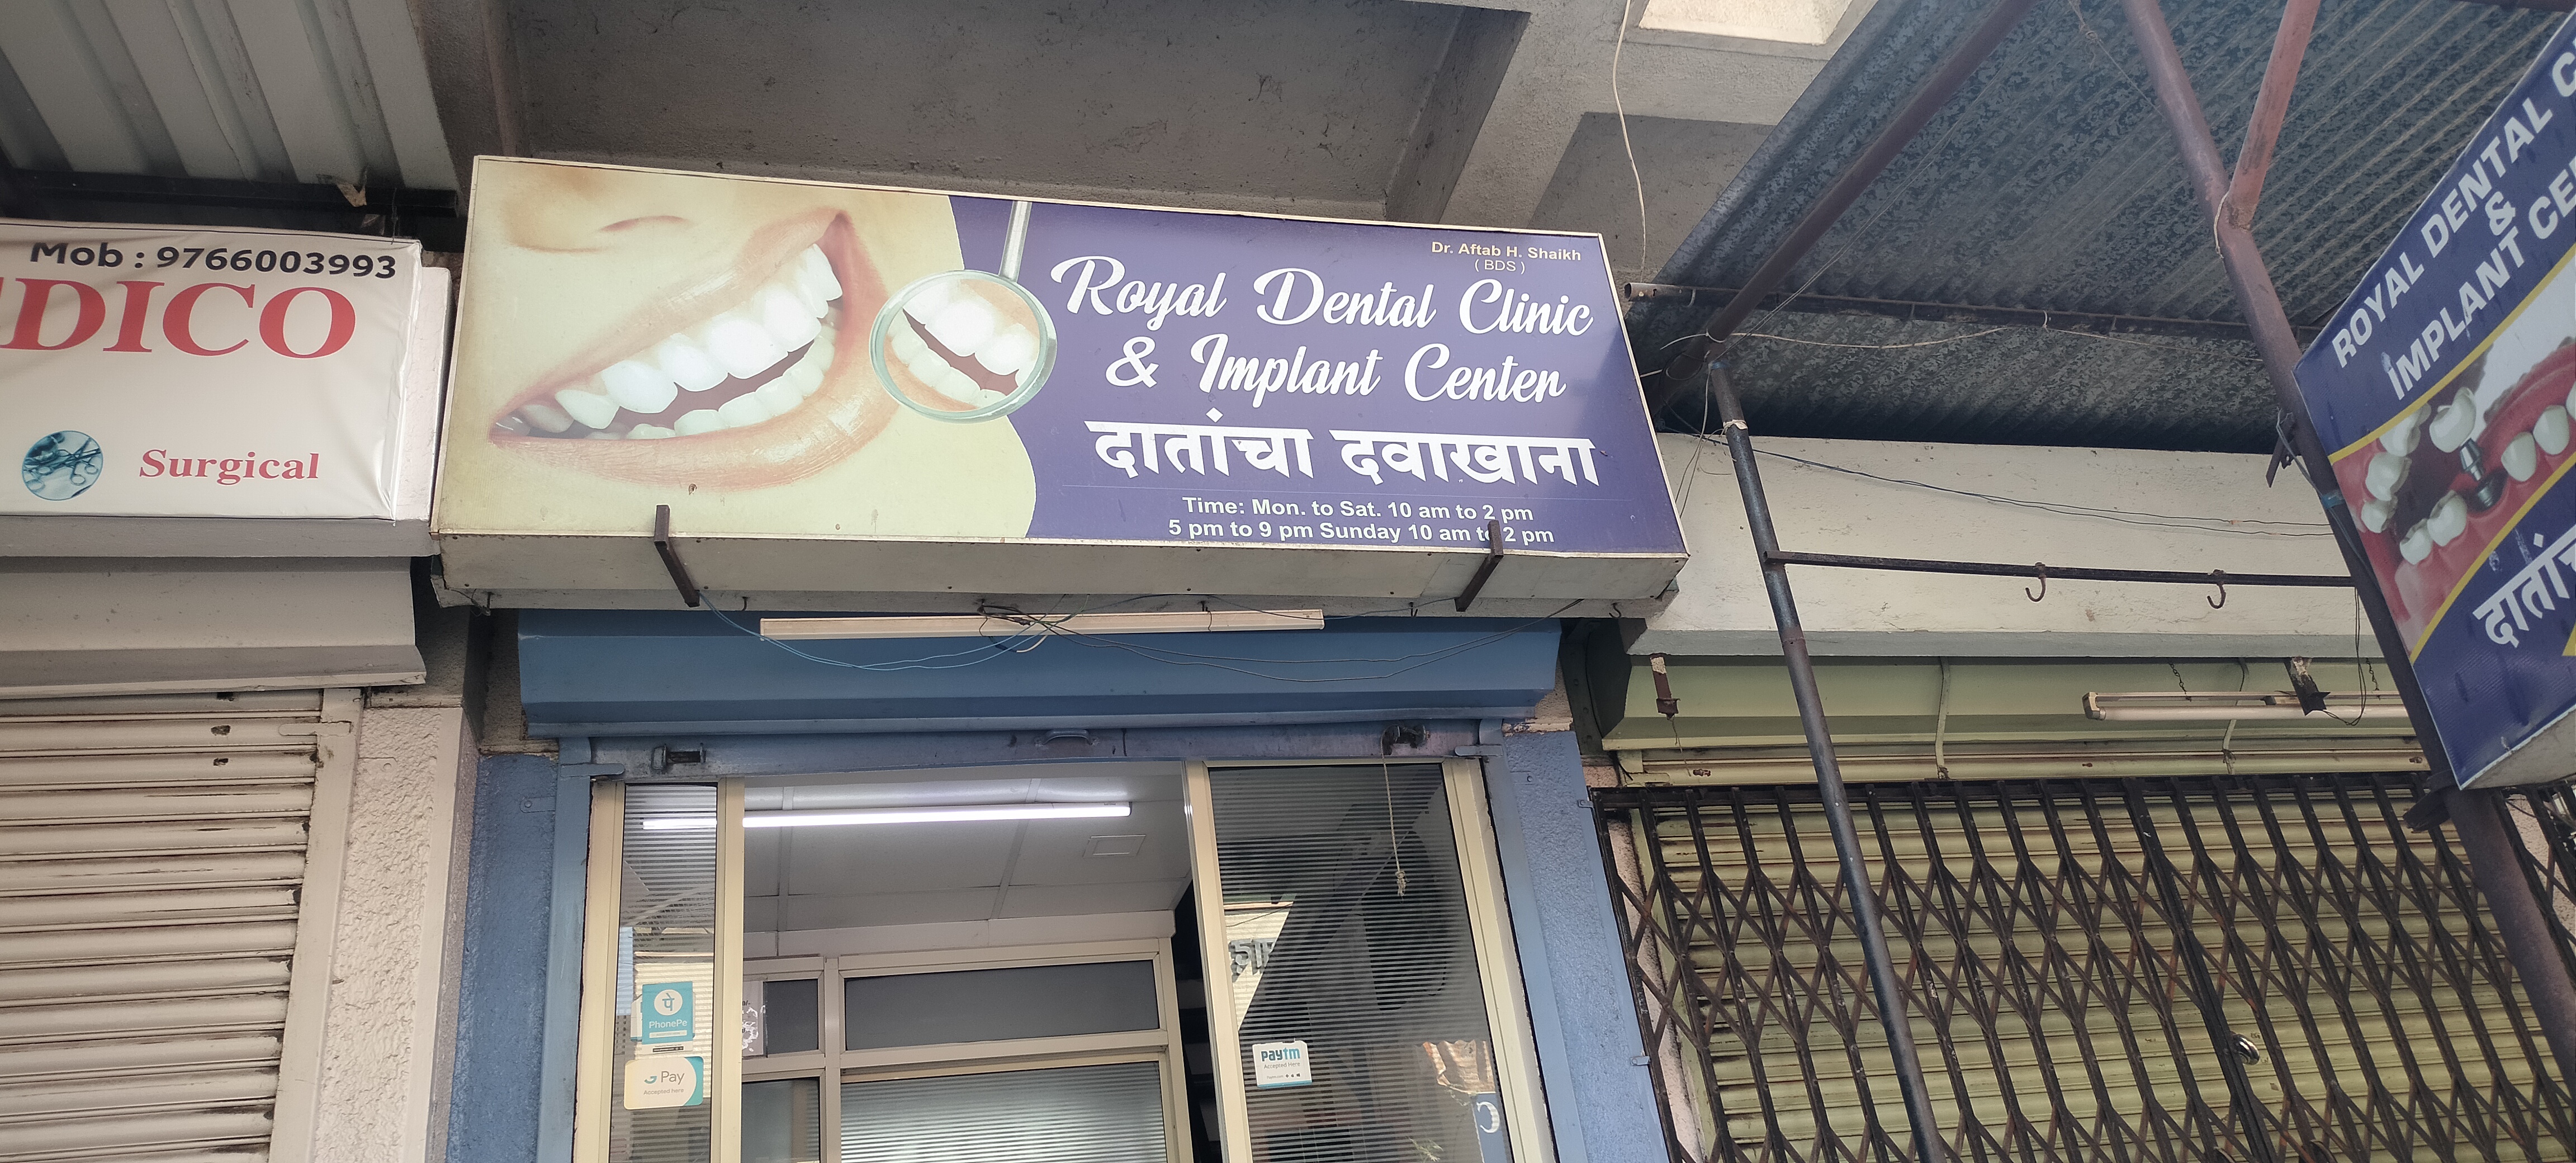 Mob : 9766003993
DICO
Surgical
Dr. Aftab H. Shaikh
( BDS )
Royal Dental Clinic
& Implant Center
दातांचा दवाखाना
Time: Mon. to Sat. 10 am to 2 pm
5 pm to 9 pm Sunday 10 am to 2 pm
ROYAL DENTAL C
&
IMPLANT CE
दातांच
पे
PhonePe
G Pay
Accepted Here
paytm
Accepted Here